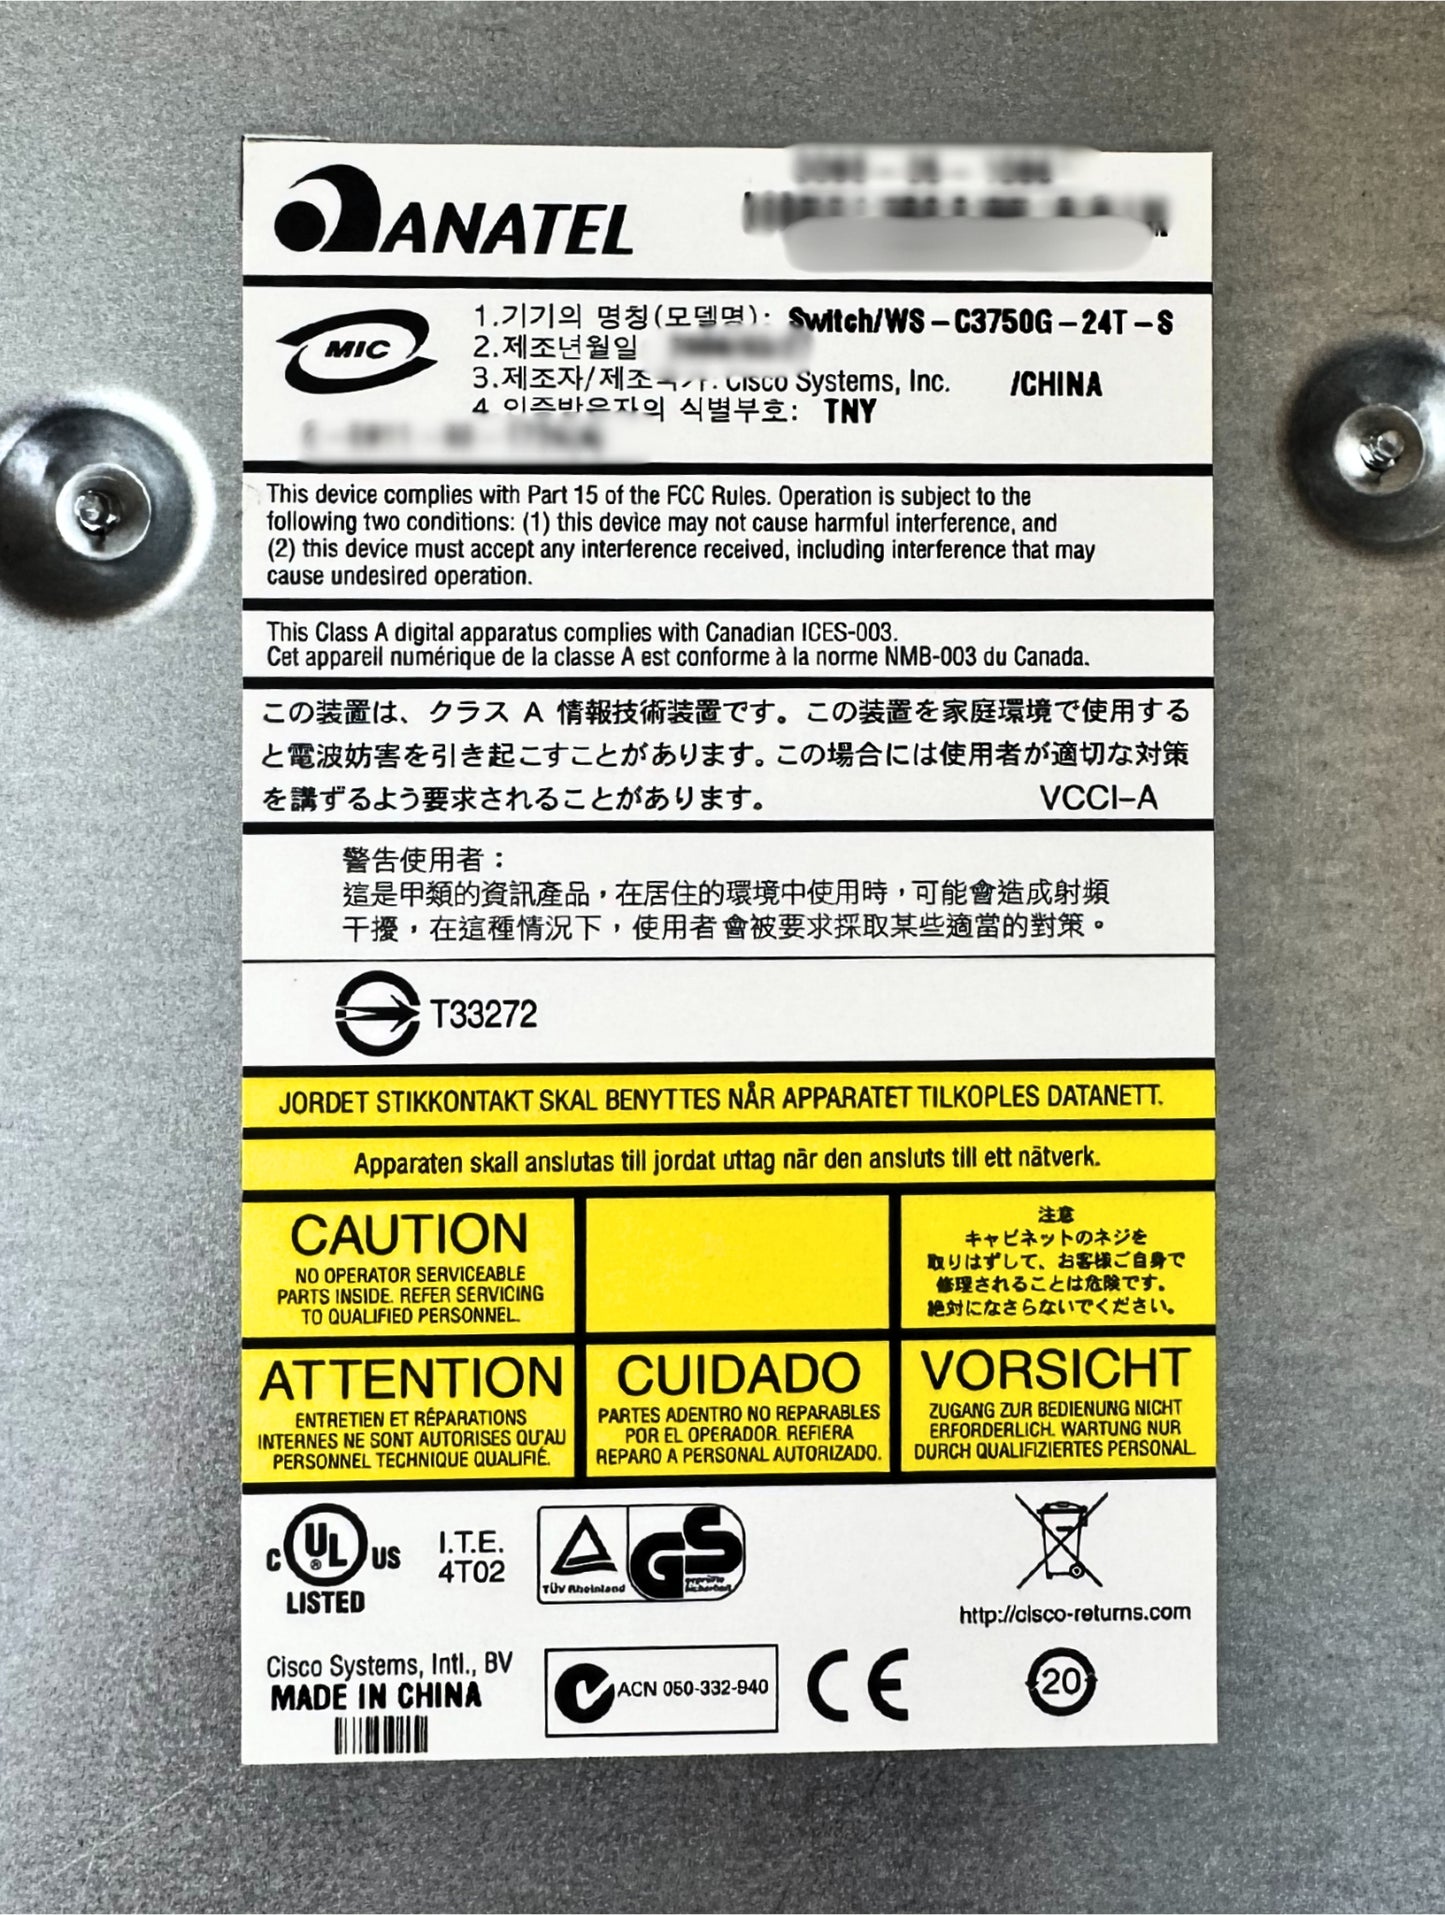 ANATEL
MIC
1.기기의 명칭(모델명): Switch/WS-C3750G-24T-S
2.제조년월일
3.제조자/제조국가: Cisco Systems, Inc. /CHINA
4 인증받은자의 식별부호: TNY
This device complies with Part 15 of the FCC Rules. Operation is subject to the
following two conditions: (1) this device may not cause harmful interference, and
(2) this device must accept any interference received, including interference that may
cause undesired operation.
This Class A digital apparatus complies with Canadian ICES-003.
Cet appareil numérique de la classe A est conforme à la norme NMB-003 du Canada.
この装置は、クラス A 情報技術装置です。この装置を家庭環境で使用する
と電波妨害を引き起こすことがあります。この場合には使用者が適切な対策
を講ずるよう要求されることがあります。 VCCI-A
警告使用者：
這是甲類的資訊產品，在居住的環境中使用時，可能會造成射頻
干擾，在這種情況下，使用者會被要求採取某些適當的對策。
T33272
JORDET STIKKONTAKT SKAL BENYTTES NÅR APPARATET TILKOPLES DATANETT.
Apparaten skall anslutas till jordat uttag när den ansluts till ett nätverk.
CAUTION
NO OPERATOR SERVICEABLE
PARTS INSIDE. REFER SERVICING
TO QUALIFIED PERSONNEL.
注意
キャビネットのネジを
取りはずして、お客様ご自身で
修理されることは危険です。
絶対になさらないでください。
ATTENTION
ENTRETIEN ET RÉPARATIONS
INTERNES NE SONT AUTORISES QU'AU
PERSONNEL TECHNIQUE QUALIFIÉ.
CUIDADO
PARTES ADENTRO NO REPARABLES
POR EL OPERADOR. REFIERA
REPARO A PERSONAL AUTORIZADO.
VORSICHT
ZUGANG ZUR BEDIENUNG NICHT
ERFORDERLICH. WARTUNG NUR
DURCH QUALIFIZIERTES PERSONAL.
C UL ® US
LISTED
I.T.E.
4T02
TÜV Rheinland
GS
geprüfte
Sicherheit
http://cisco-returns.com
Cisco Systems, Intl., BV
MADE IN CHINA
ACN 050-332-940
CE
20